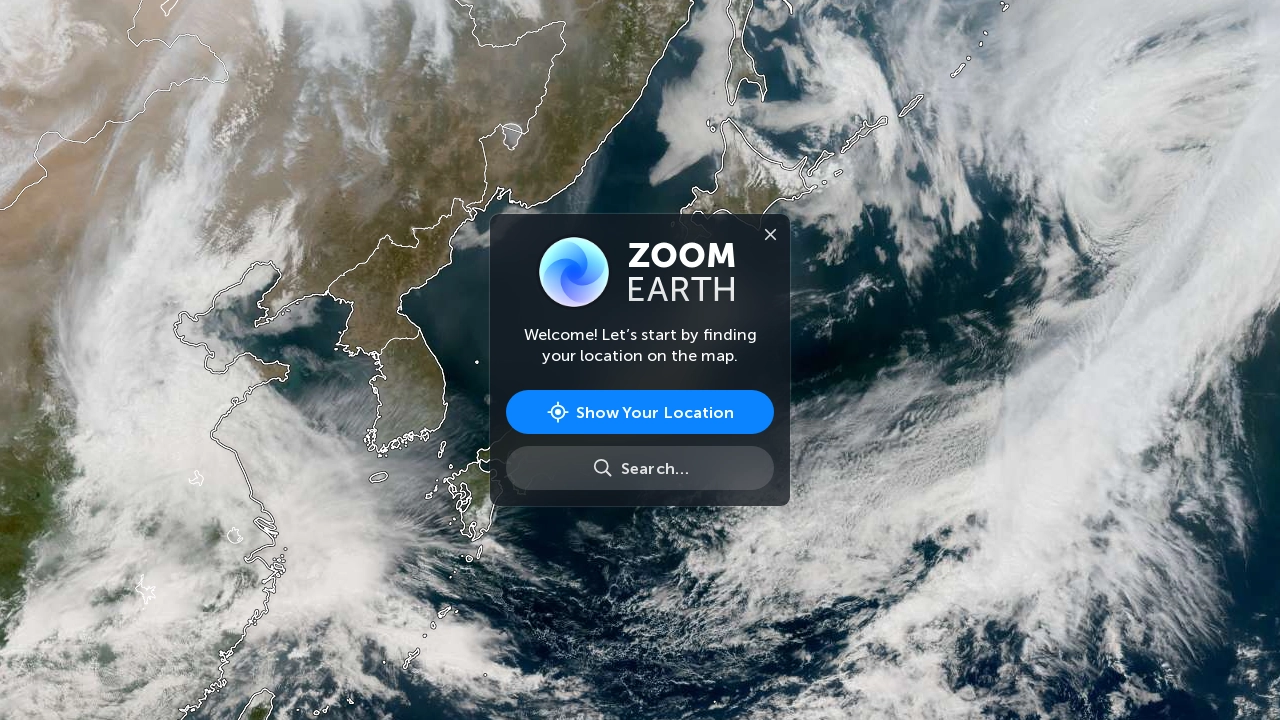 ZOOM
EARTH
Welcome! Let’s start by finding
your location on the map.
Show Your Location
Search...